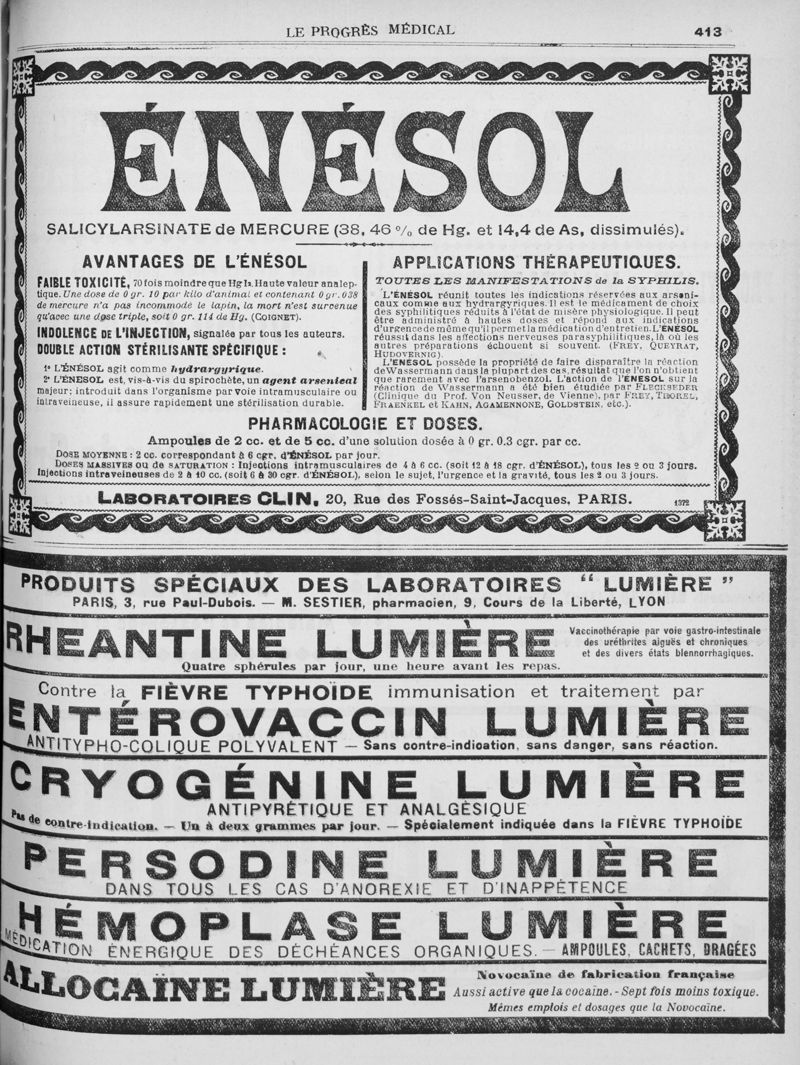 LE PROGRÈS MÉDICAL 413
ÉNÉSOL
SALICYLARSINATE de MERCURE (38, 46 % de Hg. et 14,4 de As, dissimulés).
AVANTAGES DE L'ÉNÉSOL
FAIBLE TOXICITÉ, 70 fois moindre que Hg I2. Haute valeur analep-
tique. Une dose de 0 gr. 10 par kilo d'animal et contenant 0 gr. 038
de mercure n'a pas incommodé le lapin, la mort n'est survenue
qu'avec une dose triple, soit 0 gr. 114 de Hg. (COIGNET).
INDOLENCE DE L'INJECTION, signalée par tous les auteurs.
DOUBLE ACTION STÉRILISANTE SPÉCIFIQUE :
1º L'ÉNÉSOL agit comme hydrargyrique.
2º L'ÉNÉSOL est, vis-à-vis du spirochète, un agent arsenical
majeur; introduit dans l'organisme par voie intramusculaire ou
intraveineuse, il assure rapidement une stérilisation durable.
APPLICATIONS THÉRAPEUTIQUES.
TOUTES LES MANIFESTATIONS de la SYPHILIS.
L'ÉNÉSOL réunit toutes les indications réservées aux arseni-
caux comme aux hydrargyriques. Il est le médicament de choix
des syphilitiques réduits à l'état de misère physiologique. Il peut
être administré à hautes doses et répond aux indications
d'urgence de même qu'il permet la médication d'entretien. L'ÉNÉSOL
réussit dans les affections nerveuses parasyphilitiques, là où les
autres préparations échouent si souvent. (FREY, QUEYRAT,
HUDOVERNIG).
L'ÉNÉSOL possède la propriété de faire disparaître la réaction
de Wassermann dans la plupart des cas, résultat que l'on n'obtient
que rarement avec l'arsenobenzol. L'action de l'ÉNÉSOL sur la
réaction de Wassermann a été bien étudiée par FLECKSEDER
(Clinique du Prof. Von Neusser, de Vienne), par FREY, THOREL,
FRAENKEL et KAHN, AGAMENNONE, GOLDSTEIN, etc.).
PHARMACOLOGIE ET DOSES.
Ampoules de 2 cc. et de 5 cc. d'une solution dosée à 0 gr. 0.3 cgr. par cc.
DOSE MOYENNE : 2 cc. correspondant à 6 cgr. d'ÉNÉSOL par jour.
DOSES MASSIVES ou de SATURATION : Injections intramusculaires de 4 à 6 cc. (soit 12 à 18 cgr. d'ÉNÉSOL), tous les 2 ou 3 jours.
Injections intraveineuses de 2 à 10 cc. (soit 6 à 30 cgr. d'ÉNÉSOL), selon le sujet, l'urgence et la gravité, tous les 2 ou 3 jours.
LABORATOIRES CLIN, 20, Rue des Fossés-Saint-Jacques, PARIS. 1372
PRODUITS SPÉCIAUX DES LABORATOIRES “ LUMIÈRE ”
PARIS, 3, rue Paul-Dubois. — M. SESTIER, pharmacien, 9, Cours de la Liberté, LYON
RHEANTINE LUMIÈRE
Vaccinothérapie par voie gastro-intestinale
des uréthrites aiguës et chroniques
et des divers états blennorrhagiques.
Quatre sphérules par jour, une heure avant les repas.
Contre la FIÈVRE TYPHOÏDE immunisation et traitement par
ENTÉROVACCIN LUMIÈRE
ANTITYPHO-COLIQUE POLYVALENT — Sans contre-indication, sans danger, sans réaction.
CRYOGÉNINE LUMIÈRE
ANTIPYRÉTIQUE ET ANALGÉSIQUE
Pas de contre-indication. — Un à deux grammes par jour. — Spécialement indiquée dans la FIÈVRE TYPHOÏDE
PERSODINE LUMIÈRE
DANS TOUS LES CAS D'ANOREXIE ET D'INAPPÉTENCE
HÉMOPLASE LUMIÈRE
MÉDICATION ÉNERGIQUE DES DÉCHÉANCES ORGANIQUES. — AMPOULES, CACHETS, DRAGÉES
ALLOCAÏNE LUMIÈRE
Novocaïne de fabrication française
Aussi active que la cocaïne. - Sept fois moins toxique.
Mêmes emplois et dosages que la Novocaïne.